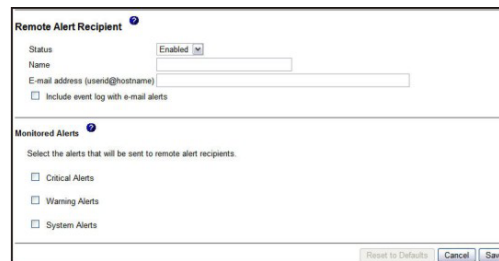 Remote Alert Recipient ?
Status Enabled
Name
E-mail address (userid@hostname)
Include event log with e-mail alerts
Monitored Alerts ?
Select the alerts that will be sent to remote alert recipients.
Critical Alerts
Warning Alerts
System Alerts
Reset to Defaults Cancel Sav